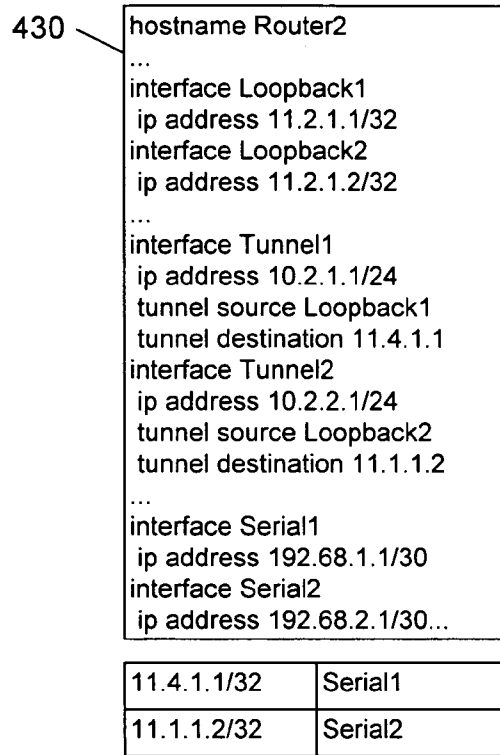 430
hostname Router2
...
interface Loopback1
ip address 11.2.1.1/32
interface Loopback2
ip address 11.2.1.2/32
...
interface Tunnel1
ip address 10.2.1.1/24
tunnel source Loopback1
tunnel destination 11.4.1.1
interface Tunnel2
ip address 10.2.2.1/24
tunnel source Loopback2
tunnel destination 11.1.1.2
...
interface Serial1
ip address 192.68.1.1/30
interface Serial2
ip address 192.68.2.1/30...
11.4.1.1/32 Serial1
11.1.1.2/32 Serial2